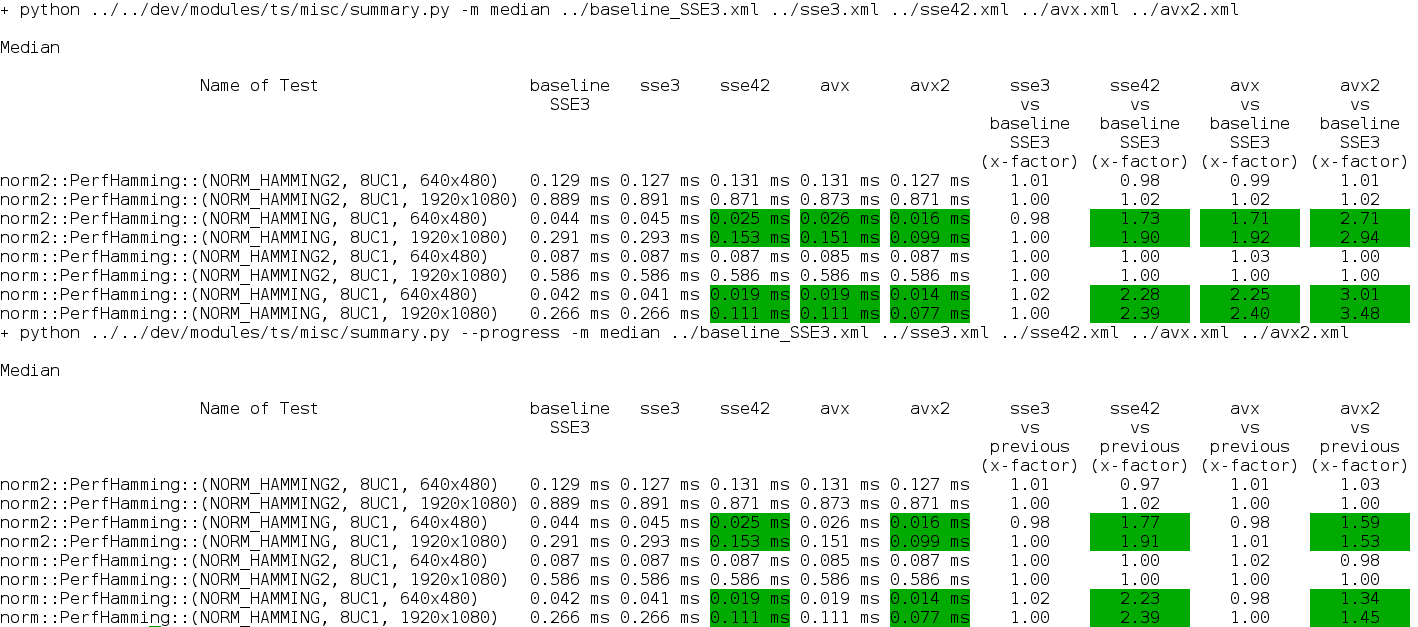 + python ../../dev/modules/ts/misc/summary.py -m median ../baseline_SSE3.xml ../sse3.xml ../sse42.xml ../avx.xml ../avx2.xml
Median
Name of Test baseline sse3 sse42 avx avx2 sse3 sse42 avx avx2
SSE3 vs vs vs vs
baseline baseline baseline baseline
SSE3 SSE3 SSE3 SSE3
(x-factor) (x-factor) (x-factor) (x-factor)
norm2::PerfHamming::(NORM_HAMMING2, 8UC1, 640x480) 0.129 ms 0.127 ms 0.131 ms 0.131 ms 0.127 ms 1.01 0.98 0.99 1.01
norm2::PerfHamming::(NORM_HAMMING2, 8UC1, 1920x1080) 0.889 ms 0.891 ms 0.871 ms 0.873 ms 0.871 ms 1.00 1.02 1.02 1.02
norm2::PerfHamming::(NORM_HAMMING, 8UC1, 640x480) 0.044 ms 0.045 ms 0.025 ms 0.026 ms 0.016 ms 0.98 1.73 1.71 2.71
norm2::PerfHamming::(NORM_HAMMING, 8UC1, 1920x1080) 0.291 ms 0.293 ms 0.153 ms 0.151 ms 0.099 ms 1.00 1.90 1.92 2.94
norm::PerfHamming::(NORM_HAMMING2, 8UC1, 640x480) 0.087 ms 0.087 ms 0.087 ms 0.085 ms 0.087 ms 1.00 1.00 1.03 1.00
norm::PerfHamming::(NORM_HAMMING2, 8UC1, 1920x1080) 0.586 ms 0.586 ms 0.586 ms 0.586 ms 0.586 ms 1.00 1.00 1.00 1.00
norm::PerfHamming::(NORM_HAMMING, 8UC1, 640x480) 0.042 ms 0.041 ms 0.019 ms 0.019 ms 0.014 ms 1.02 2.28 2.25 3.01
norm::PerfHamming::(NORM_HAMMING, 8UC1, 1920x1080) 0.266 ms 0.266 ms 0.111 ms 0.111 ms 0.077 ms 1.00 2.39 2.40 3.48
+ python ../../dev/modules/ts/misc/summary.py --progress -m median ../baseline_SSE3.xml ../sse3.xml ../sse42.xml ../avx.xml ../avx2.xml
Median
Name of Test baseline sse3 sse42 avx avx2 sse3 sse42 avx avx2
SSE3 vs vs vs vs
previous previous previous previous
(x-factor) (x-factor) (x-factor) (x-factor)
norm2::PerfHamming::(NORM_HAMMING2, 8UC1, 640x480) 0.129 ms 0.127 ms 0.131 ms 0.131 ms 0.127 ms 1.01 0.97 1.01 1.03
norm2::PerfHamming::(NORM_HAMMING2, 8UC1, 1920x1080) 0.889 ms 0.891 ms 0.871 ms 0.873 ms 0.871 ms 1.00 1.02 1.00 1.00
norm2::PerfHamming::(NORM_HAMMING, 8UC1, 640x480) 0.044 ms 0.045 ms 0.025 ms 0.026 ms 0.016 ms 0.98 1.77 0.98 1.59
norm2::PerfHamming::(NORM_HAMMING, 8UC1, 1920x1080) 0.291 ms 0.293 ms 0.153 ms 0.151 ms 0.099 ms 1.00 1.91 1.01 1.53
norm::PerfHamming::(NORM_HAMMING2, 8UC1, 640x480) 0.087 ms 0.087 ms 0.087 ms 0.085 ms 0.087 ms 1.00 1.00 1.02 0.98
norm::PerfHamming::(NORM_HAMMING2, 8UC1, 1920x1080) 0.586 ms 0.586 ms 0.586 ms 0.586 ms 0.586 ms 1.00 1.00 1.00 1.00
norm::PerfHamming::(NORM_HAMMING, 8UC1, 640x480) 0.042 ms 0.041 ms 0.019 ms 0.019 ms 0.014 ms 1.02 2.23 0.98 1.34
norm::PerfHamming::(NORM_HAMMING, 8UC1, 1920x1080) 0.266 ms 0.266 ms 0.111 ms 0.111 ms 0.077 ms 1.00 2.39 1.00 1.45